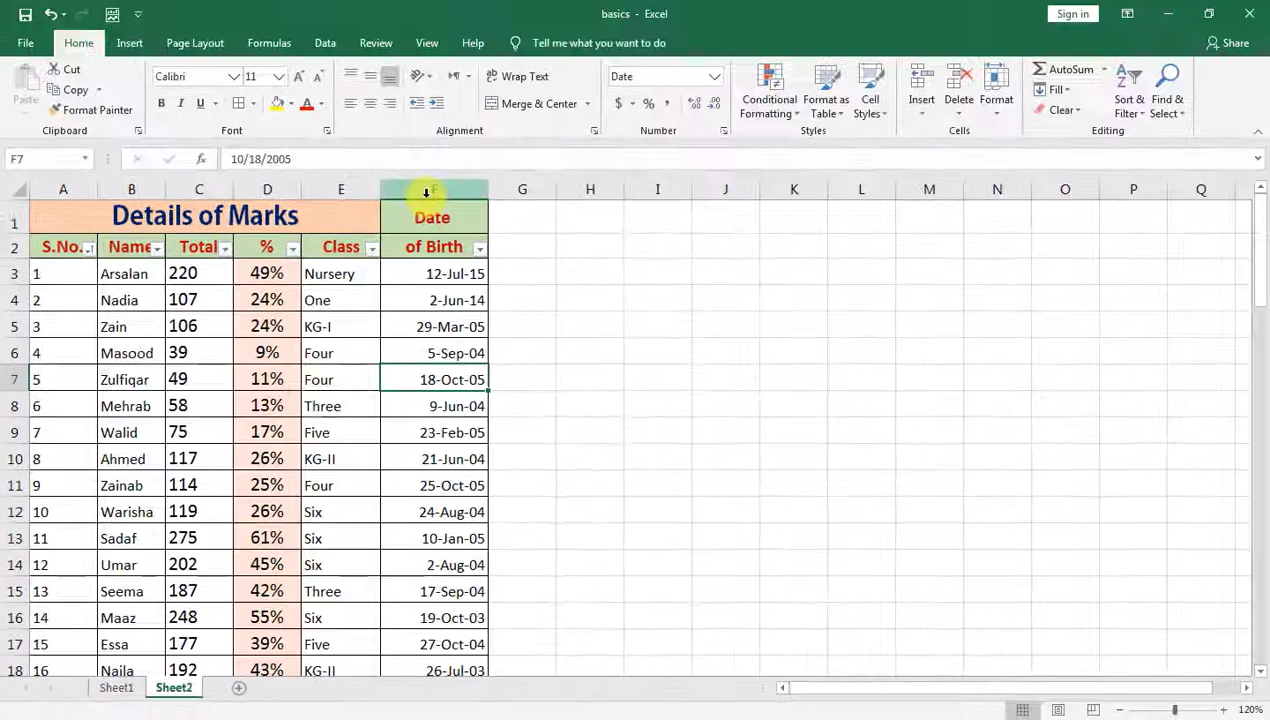 basics - Excel
Sign in
File Home Insert Page Layout Formulas Data Review View Help Tell me what you want to do Share
Paste
Cut
Copy
Format Painter
Clipboard
Calibri 11
B I U
Font
Wrap Text
Merge & Center
Alignment
Date
$ % ,
Number
Conditional Formatting
Format as Table
Cell Styles
Styles
Insert
Delete
Format
Cells
AutoSum
Fill
Clear
Sort & Filter
Find & Select
Editing
F7 fx 10/18/2005
A B C D E F G H I J K L M N O P Q
1 Details of Marks Date
2 S.No. Name Total % Class of Birth
3 1 Arsalan 220 49% Nursery 12-Jul-15
4 2 Nadia 107 24% One 2-Jun-14
5 3 Zain 106 24% KG-I 29-Mar-05
6 4 Masood 39 9% Four 5-Sep-04
7 5 Zulfiqar 49 11% Four 18-Oct-05
8 6 Mehrab 58 13% Three 9-Jun-04
9 7 Walid 75 17% Five 23-Feb-05
10 8 Ahmed 117 26% KG-II 21-Jun-04
11 9 Zainab 114 25% Four 25-Oct-05
12 10 Warisha 119 26% Six 24-Aug-04
13 11 Sadaf 275 61% Six 10-Jan-05
14 12 Umar 202 45% Six 2-Aug-04
15 13 Seema 187 42% Three 17-Sep-04
16 14 Maaz 248 55% Six 19-Oct-03
17 15 Essa 177 39% Five 27-Oct-04
18 16 Naila 192 43% KG-II 26-Jul-03
Sheet1 Sheet2
120%